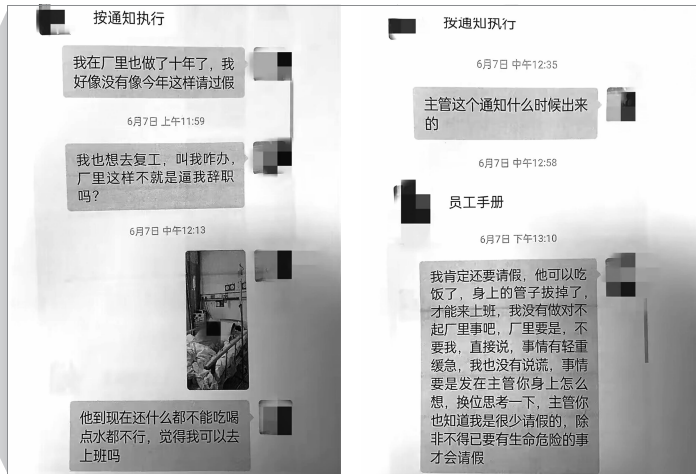 按通知执行
我在厂里也做了十年了，我
好像没有像今年这样请过假
6月7日 上午11:59
我也想去复工，叫我咋办，
厂里这样不就是逼我辞职
吗？
6月7日 中午12:13
他到现在还什么都不能吃喝
点水都不行，觉得我可以去
上班吗
按通知执行
6月7日 中午12:35
主管这个通知什么时候出来
的
6月7日 中午12:58
员工手册
6月7日 下午13:10
我肯定还要请假，他可以吃
饭了，身上的管子拔掉了，
才能来上班，我没有做对不
起厂里事吧，厂里要是，不
要我，直接说，事情有轻重
缓急，我也没有说谎，事情
要是发在主管你身上怎么
想，换位思考一下，主管你
也知道我是很少请假的，除
非不得已要有生命危险的事
才会请假